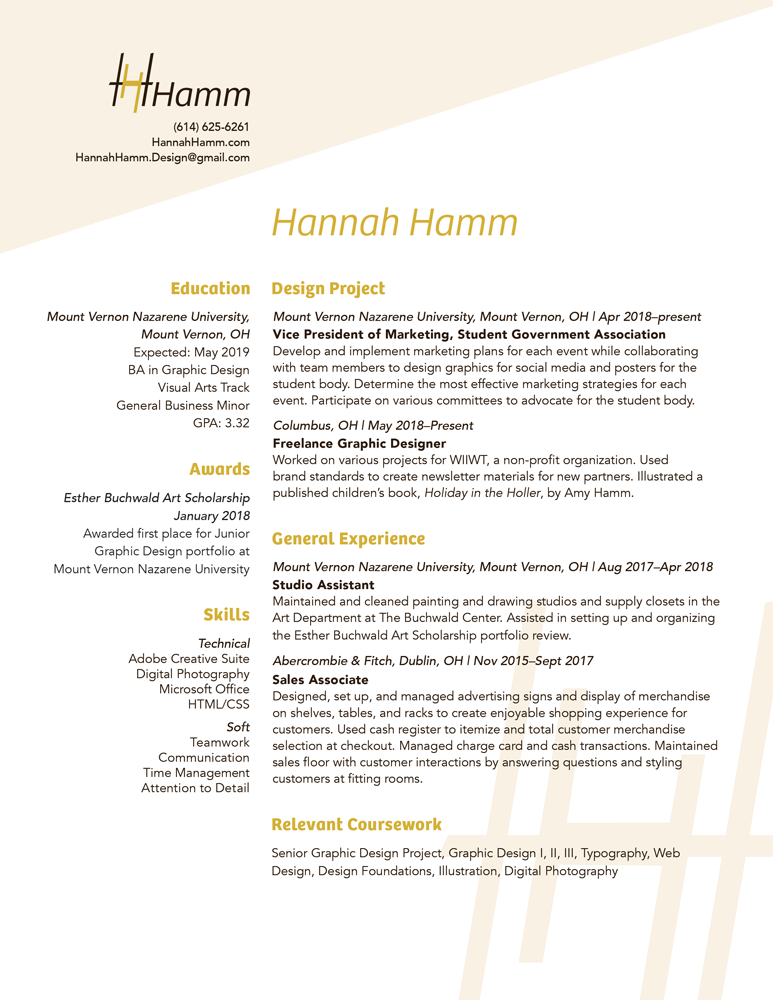 HHHamm
(614) 625-6261
HannahHamm.com
HannahHamm.Design@gmail.com
Hannah Hamm
Education
Mount Vernon Nazarene University,
Mount Vernon, OH
Expected: May 2019
BA in Graphic Design
Visual Arts Track
General Business Minor
GPA: 3.32
Awards
Esther Buchwald Art Scholarship
January 2018
Awarded first place for Junior
Graphic Design portfolio at
Mount Vernon Nazarene University
Skills
Technical
Adobe Creative Suite
Digital Photography
Microsoft Office
HTML/CSS
Soft
Teamwork
Communication
Time Management
Attention to Detail
Design Project
Mount Vernon Nazarene University, Mount Vernon, OH | Apr 2018–present
Vice President of Marketing, Student Government Association
Develop and implement marketing plans for each event while collaborating
with team members to design graphics for social media and posters for the
student body. Determine the most effective marketing strategies for each
event. Participate on various committees to advocate for the student body.
Columbus, OH | May 2018–Present
Freelance Graphic Designer
Worked on various projects for WIIWT, a non-profit organization. Used
brand standards to create newsletter materials for new partners. Illustrated a
published children's book, Holiday in the Holler, by Amy Hamm.
General Experience
Mount Vernon Nazarene University, Mount Vernon, OH | Aug 2017–Apr 2018
Studio Assistant
Maintained and cleaned painting and drawing studios and supply closets in the
Art Department at The Buchwald Center. Assisted in setting up and organizing
the Esther Buchwald Art Scholarship portfolio review.
Abercrombie & Fitch, Dublin, OH | Nov 2015–Sept 2017
Sales Associate
Designed, set up, and managed advertising signs and display of merchandise
on shelves, tables, and racks to create enjoyable shopping experience for
customers. Used cash register to itemize and total customer merchandise
selection at checkout. Managed charge card and cash transactions. Maintained
sales floor with customer interactions by answering questions and styling
customers at fitting rooms.
Relevant Coursework
Senior Graphic Design Project, Graphic Design I, II, III, Typography, Web
Design, Design Foundations, Illustration, Digital Photography